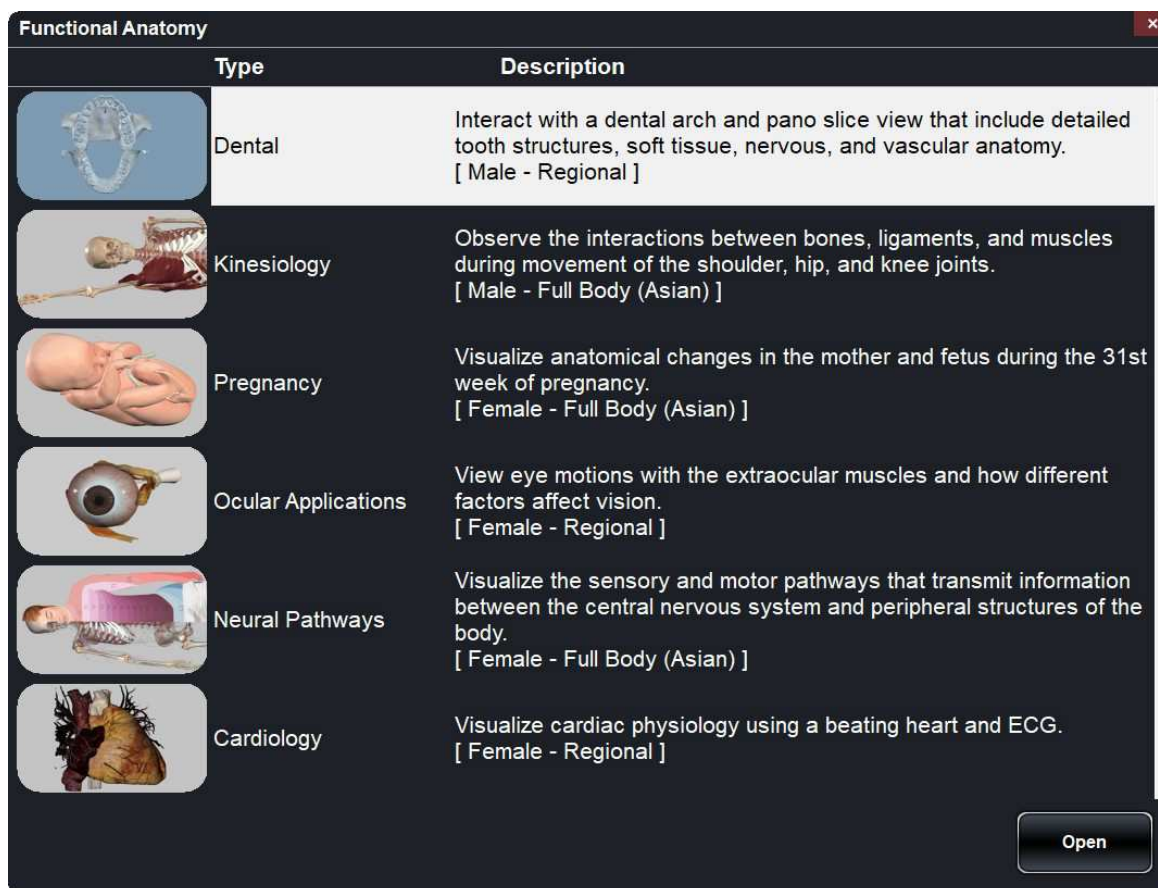 Functional Anatomy
×
Type
Description
Dental
Interact with a dental arch and pano slice view that include detailed
tooth structures, soft tissue, nervous, and vascular anatomy.
[ Male - Regional ]
Kinesiology
Observe the interactions between bones, ligaments, and muscles
during movement of the shoulder, hip, and knee joints.
[ Male - Full Body (Asian) ]
Pregnancy
Visualize anatomical changes in the mother and fetus during the 31st
week of pregnancy.
[ Female - Full Body (Asian) ]
Ocular Applications
View eye motions with the extraocular muscles and how different
factors affect vision.
[ Female - Regional ]
Neural Pathways
Visualize the sensory and motor pathways that transmit information
between the central nervous system and peripheral structures of the
body.
[ Female - Full Body (Asian) ]
Cardiology
Visualize cardiac physiology using a beating heart and ECG.
[ Female - Regional ]
Open